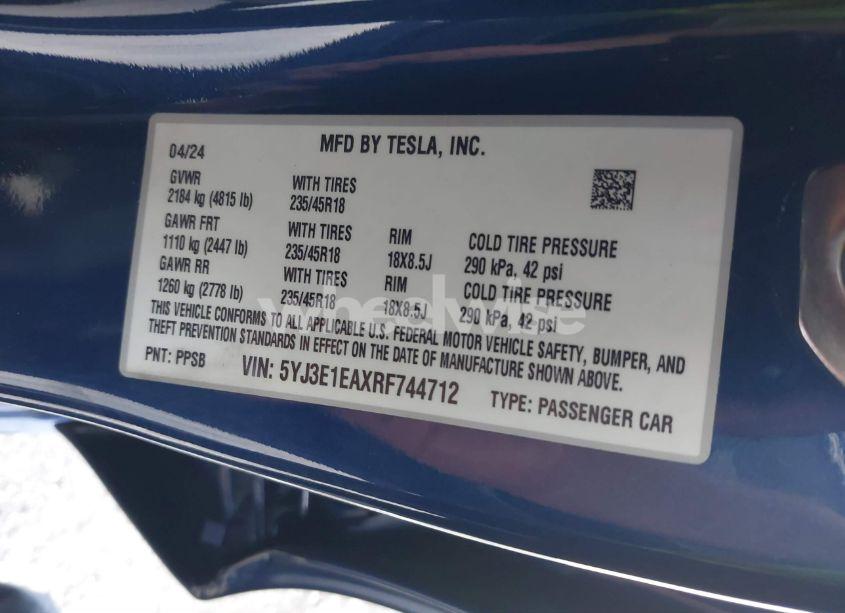 04/24 MFD BY TESLA, INC.
GVWR
2184 kg (4815 lb)
WITH TIRES
235/45R18
GAWR FRT
1110 kg (2447 lb)
WITH TIRES
235/45R18
RIM
18X8.5J
COLD TIRE PRESSURE
290 kPa, 42 psi
GAWR RR
1260 kg (2778 lb)
WITH TIRES
235/45R18
RIM
18X8.5J
COLD TIRE PRESSURE
290 kPa, 42 psi
THIS VEHICLE CONFORMS TO ALL APPLICABLE U.S. FEDERAL MOTOR VEHICLE SAFETY, BUMPER, AND
THEFT PREVENTION STANDARDS IN EFFECT ON THE DATE OF MANUFACTURE SHOWN ABOVE.
PNT: PPSB VIN: 5YJ3E1EAXRF744712 TYPE: PASSENGER CAR
wheelwise